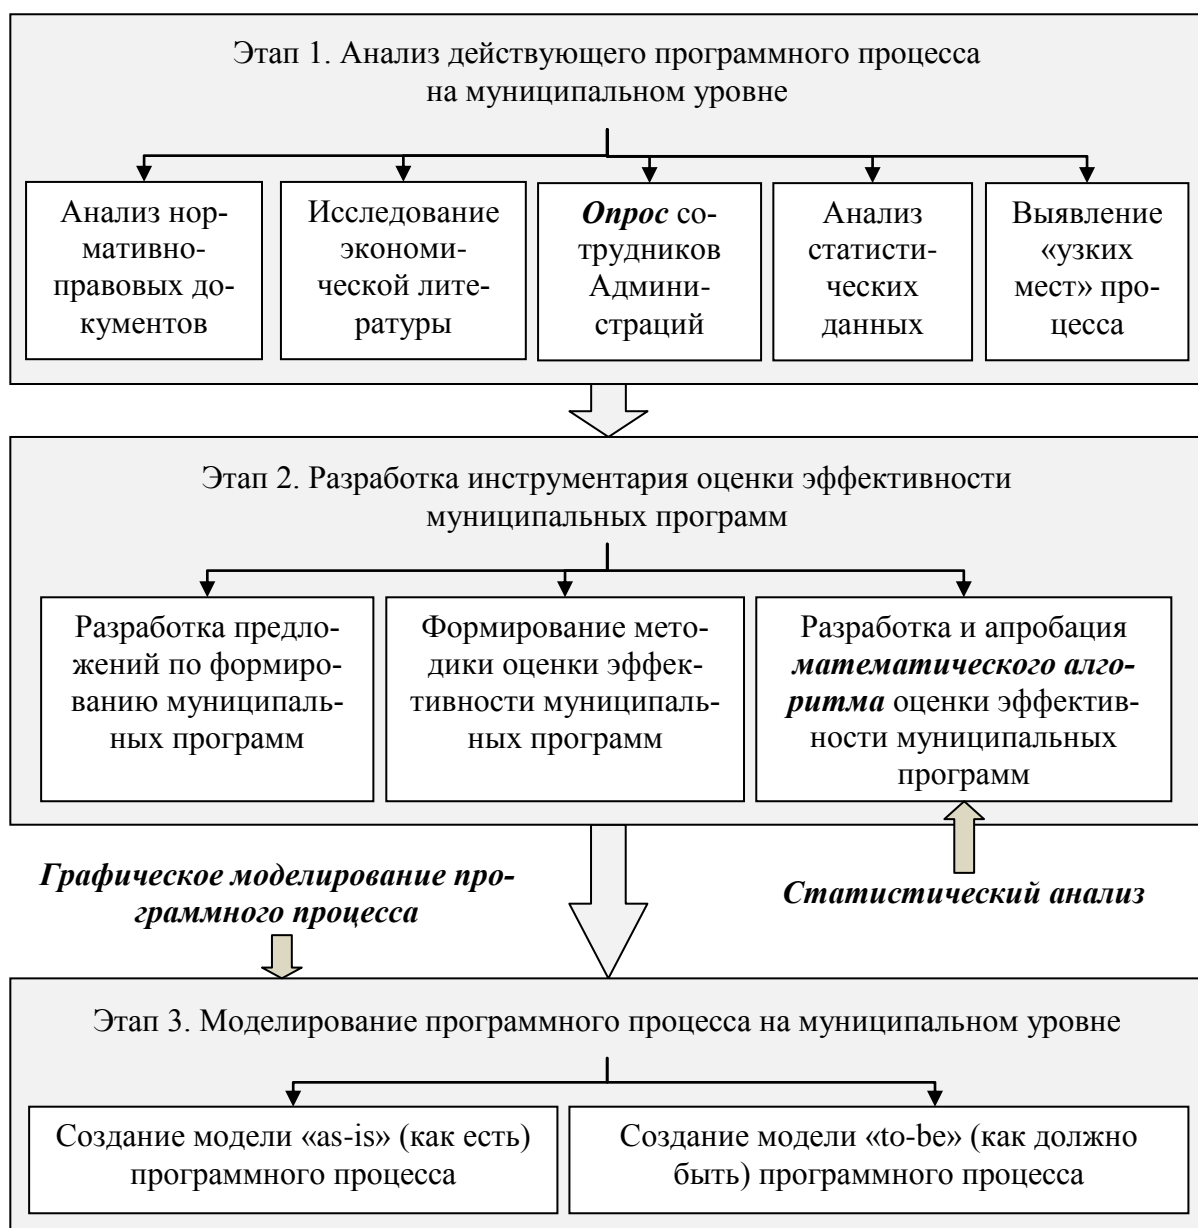 Этап 1. Анализ действующего программного процесса
на муниципальном уровне
Анализ нор-
мативно-
правовых до-
кументов
Исследование
экономи-
ческой лите-
ратуры
Опрос со-
трудников
Админи-
страций
Анализ
статисти-
ческих
данных
Выявление
«узких
мест» про-
цесса
Этап 2. Разработка инструментария оценки эффективности
муниципальных программ
Разработка предло-
жений по формиро-
ванию муниципаль-
ных программ
Формирование мето-
дики оценки эффек-
тивности муниципаль-
ных программ
Разработка и апробация
математического алго-
ритма оценки эффектив-
ности муниципальных
программ
Графическое моделирование про-
граммного процесса
Статистический анализ
Этап 3. Моделирование программного процесса на муниципальном уровне
Создание модели «as-is» (как есть)
программного процесса
Создание модели «to-be» (как должно
быть) программного процесса